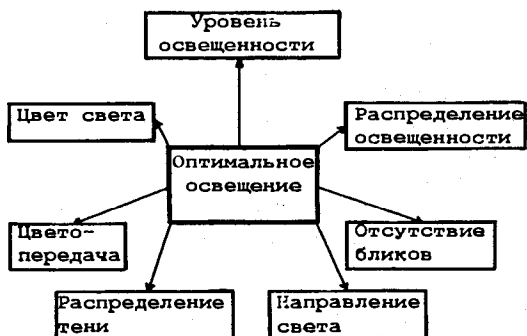 Уровень
освещенности
Цвет света
Распределение
освещенности
Оптимальное
освещение
Цвето-
передача
Отсутствие
бликов
Распределение
тени
Направление
света